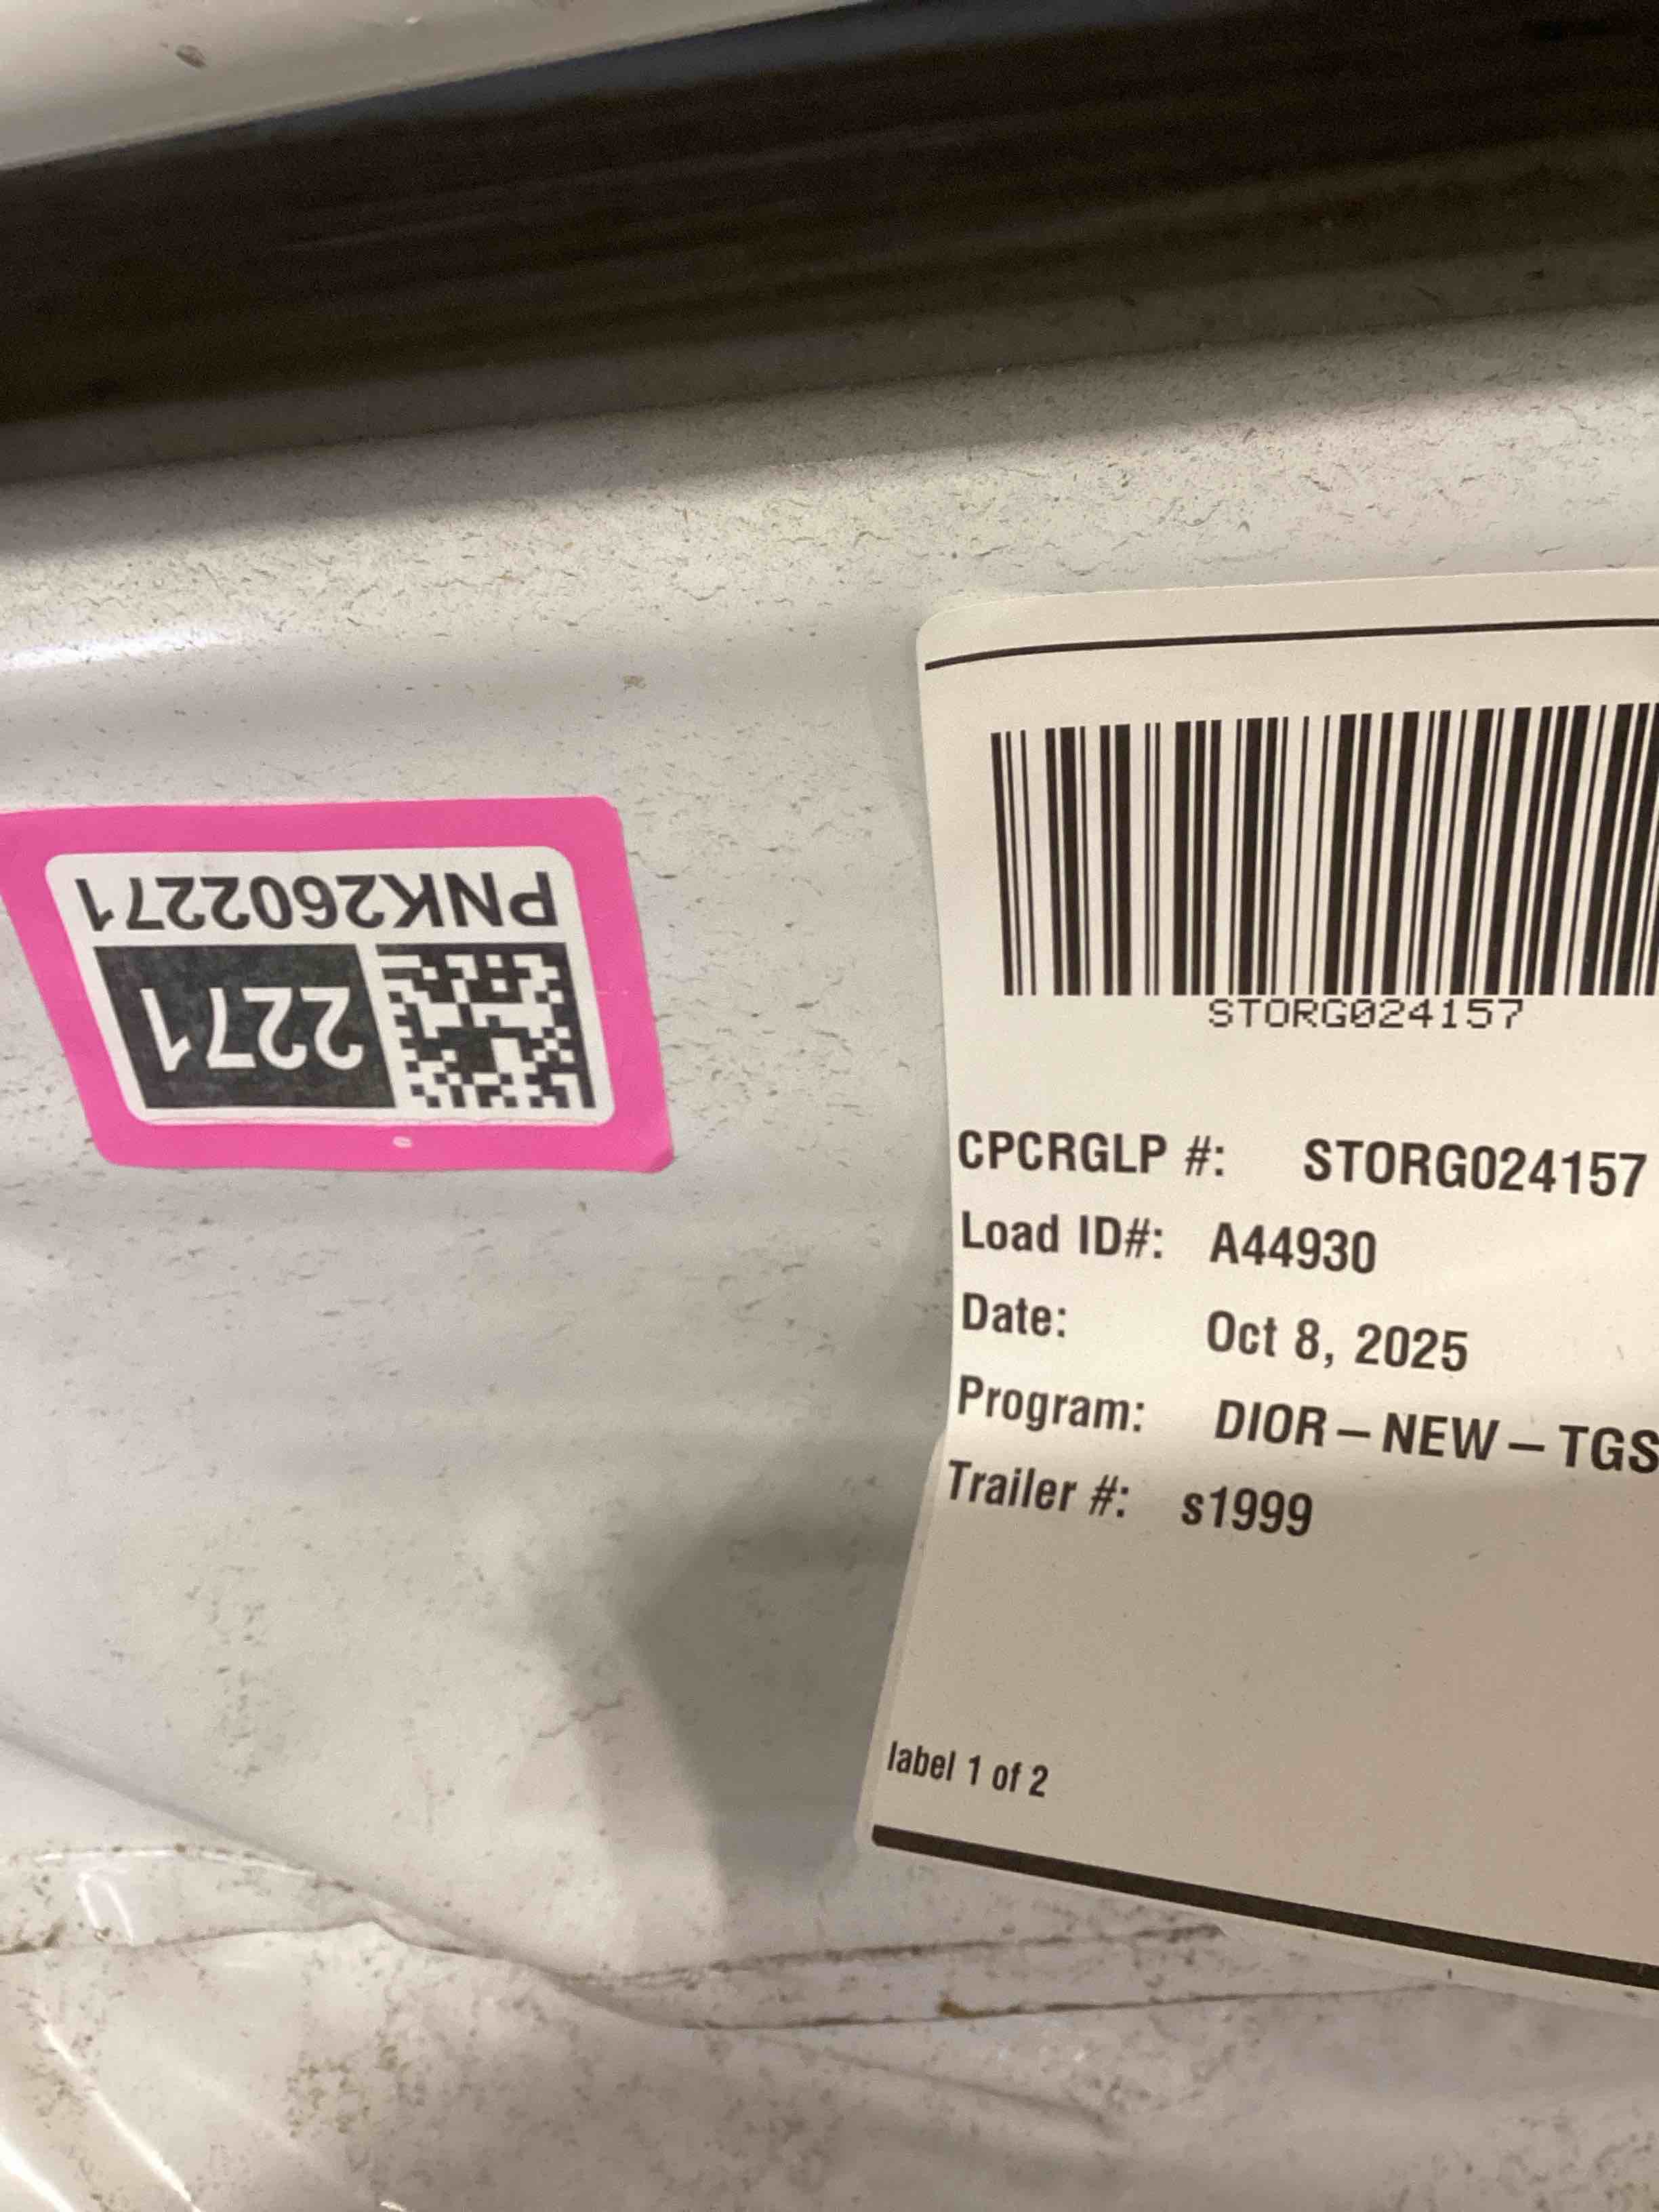 PNK2602271
2271
STORG024157
CPCRGLP #: STORG024157
Load ID#: A44930
Date: Oct 8, 2025
Program: DIOR – NEW – TGS
Trailer #: s1999
label 1 of 2